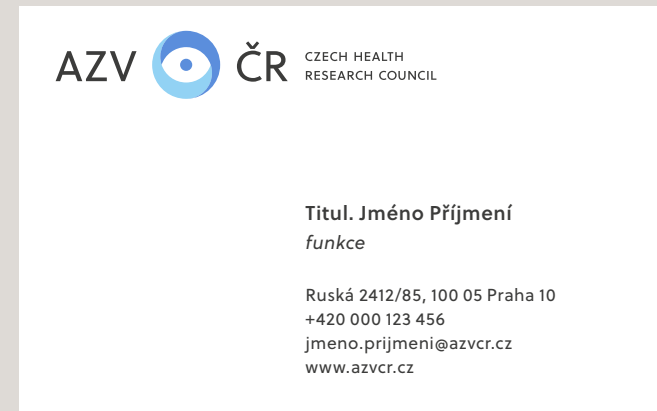 AZV ČR CZECH HEALTH
RESEARCH COUNCIL
Titul. Jméno Příjmení
funkce
Ruská 2412/85, 100 05 Praha 10
+420 000 123 456
jmeno.prijmeni@azvcr.cz
www.azvcr.cz